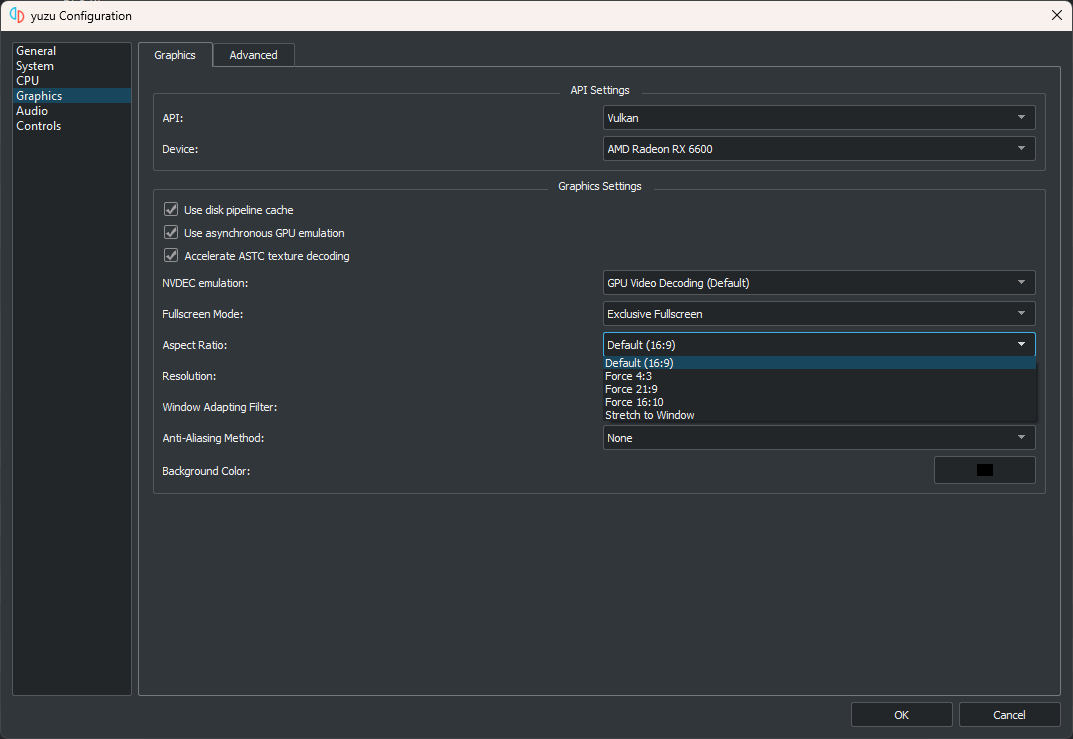 yuzu Configuration
General
System
CPU
Graphics
Audio
Controls
Graphics
Advanced
API Settings
API:
Vulkan
Device:
AMD Radeon RX 6600
Graphics Settings
Use disk pipeline cache
Use asynchronous GPU emulation
Accelerate ASTC texture decoding
NVDEC emulation:
GPU Video Decoding (Default)
Fullscreen Mode:
Exclusive Fullscreen
Aspect Ratio:
Default (16:9)
Default (16:9)
Force 4:3
Force 21:9
Force 16:10
Stretch to Window
Resolution:
Window Adapting Filter:
Anti-Aliasing Method:
None
Background Color:
OK
Cancel